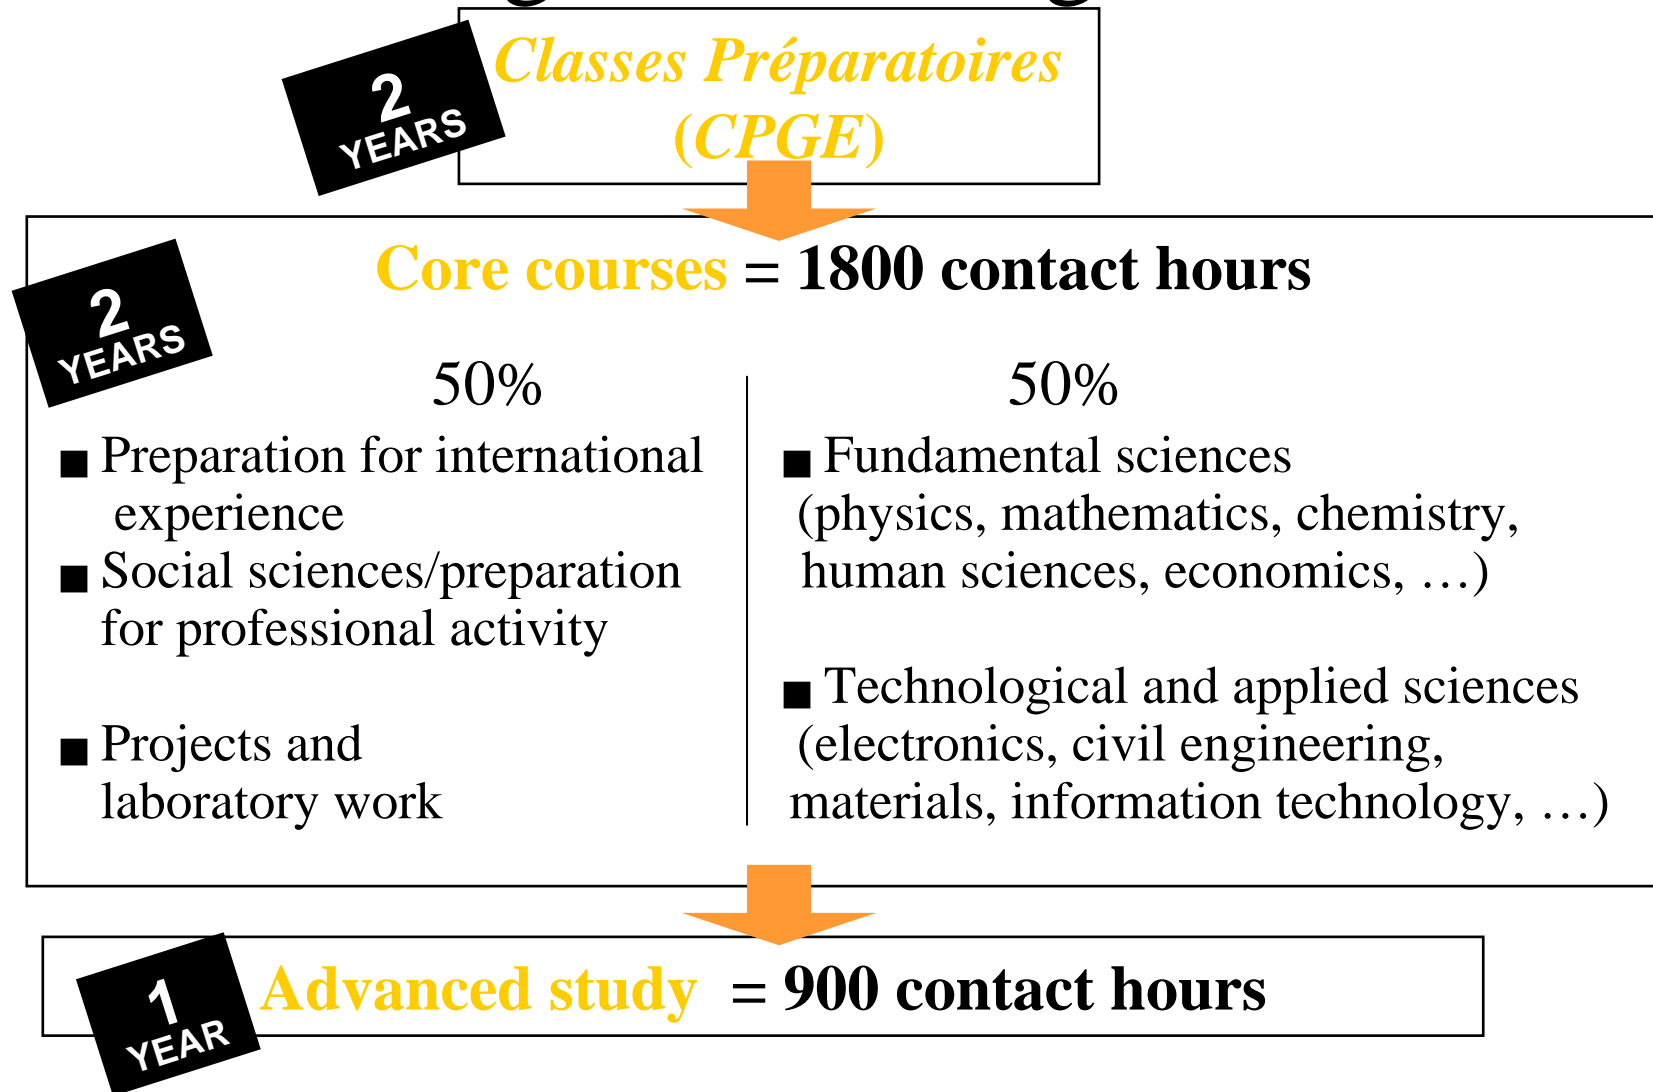 2
YEARS
Classes Préparatoires
(CPGE)
2
YEARS
Core courses = 1800 contact hours
50%
■ Preparation for international
experience
■ Social sciences/preparation
for professional activity
■ Projects and
laboratory work
50%
■ Fundamental sciences
(physics, mathematics, chemistry,
human sciences, economics, …)
■ Technological and applied sciences
(electronics, civil engineering,
materials, information technology, …)
1
YEAR
Advanced study = 900 contact hours